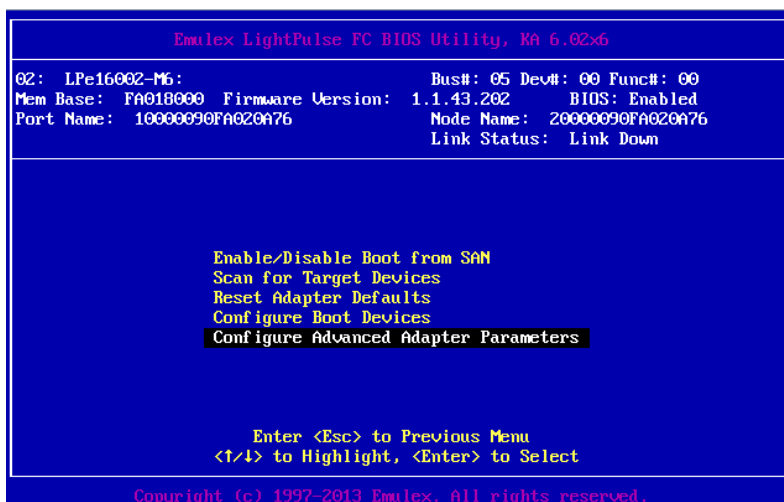 Emulex LightPulse FC BIOS Utility, KA 6.02x6
02: LPe16002-M6: Bus#: 05 Dev#: 00 Func#: 00
Mem Base: FA018000 Firmware Version: 1.1.43.202 BIOS: Enabled
Port Name: 10000090FA020A76 Node Name: 20000090FA020A76
Link Status: Link Down
Enable/Disable Boot from SAN
Scan for Target Devices
Reset Adapter Defaults
Configure Boot Devices
Configure Advanced Adapter Parameters
Enter <Esc> to Previous Menu
<↑/↓> to Highlight, <Enter> to Select
Copyright (c) 1997-2013 Emulex. All rights reserved.